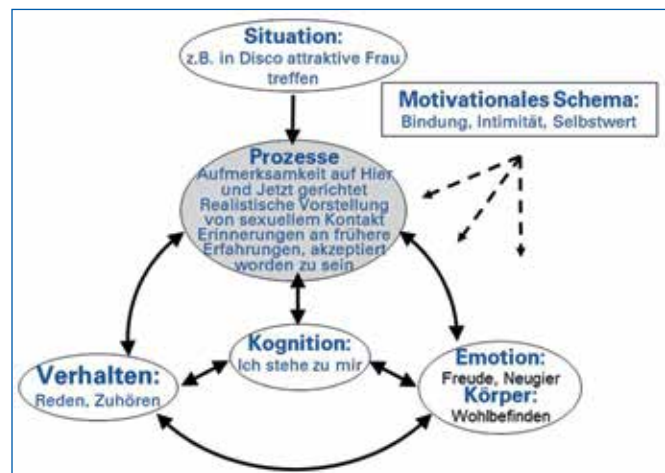 Situation:
z.B. in Disco attraktive Frau
treffen
Motivationales Schema:
Bindung, Intimität, Selbstwert
Prozesse
Aufmerksamkeit auf Hier
und Jetzt gerichtet
Realistische Vorstellung
von sexuellem Kontakt
Erinnerungen an frühere
Erfahrungen, akzeptiert
worden zu sein
Kognition:
Ich stehe zu mir
Verhalten:
Reden, Zuhören
Emotion:
Freude, Neugier
Körper:
Wohlbefinden